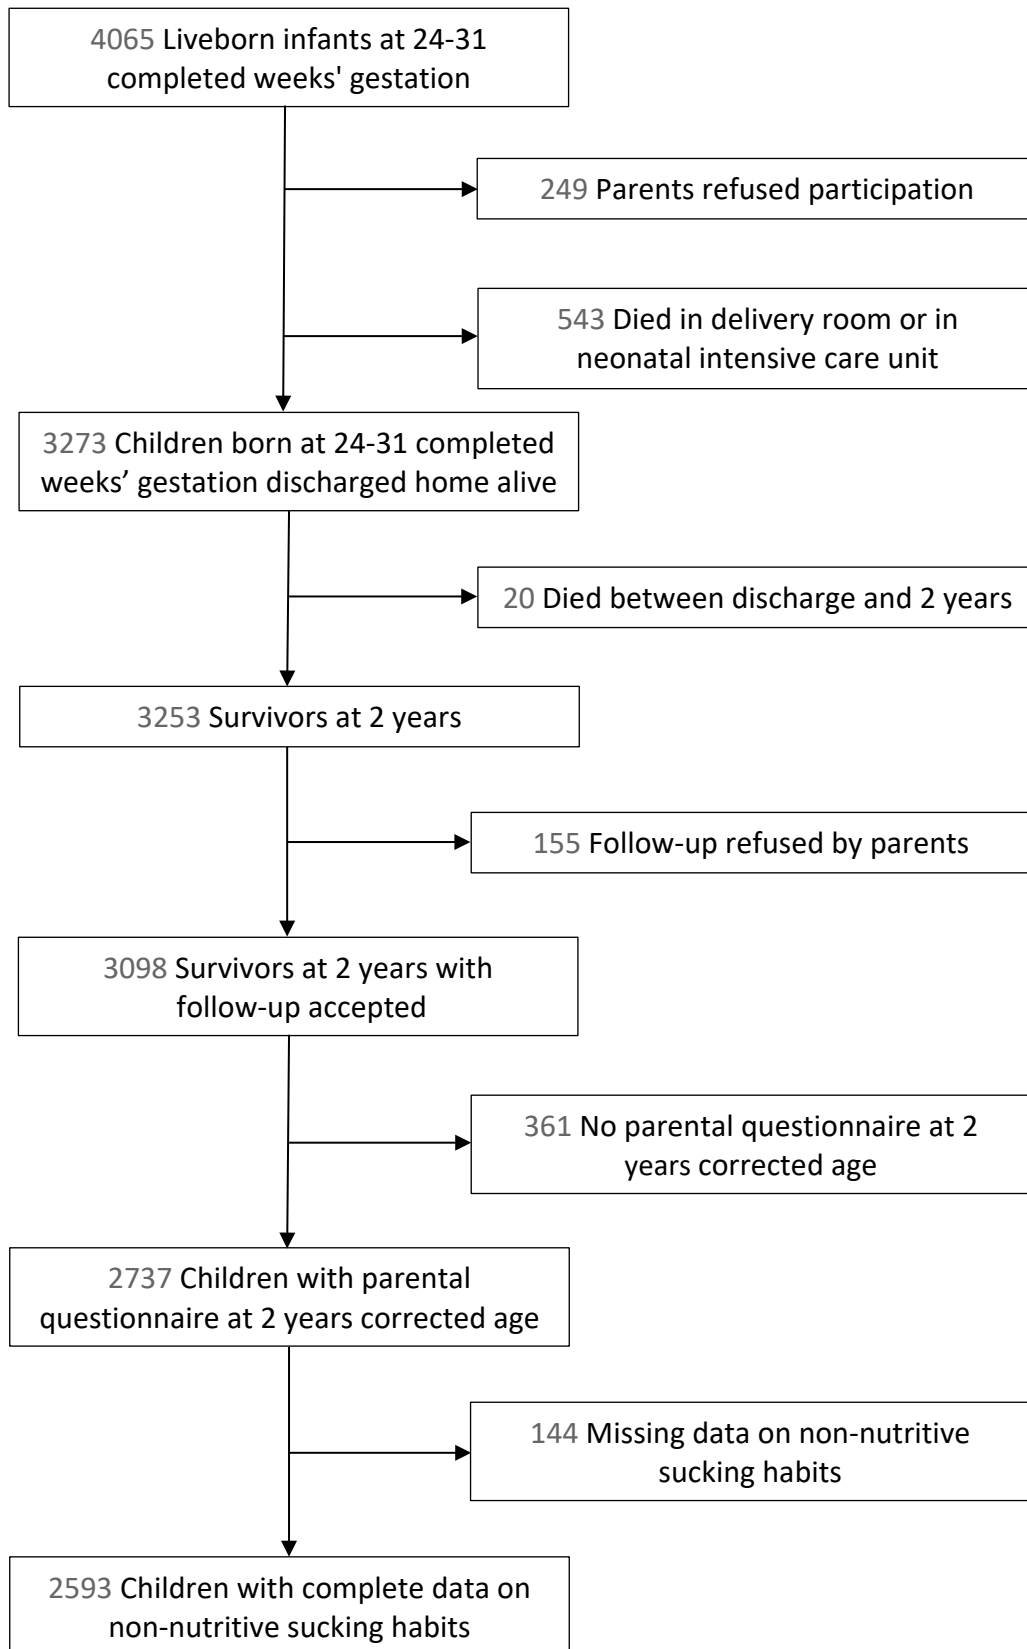 4065 Liveborn infants at 24-31
completed weeks' gestation
249 Parents refused participation
543 Died in delivery room or in
neonatal intensive care unit
3273 Children born at 24-31 completed
weeks’ gestation discharged home alive
20 Died between discharge and 2 years
3253 Survivors at 2 years
155 Follow-up refused by parents
3098 Survivors at 2 years with
follow-up accepted
361 No parental questionnaire at 2
years corrected age
2737 Children with parental
questionnaire at 2 years corrected age
144 Missing data on non-nutritive
sucking habits
2593 Children with complete data on
non-nutritive sucking habits